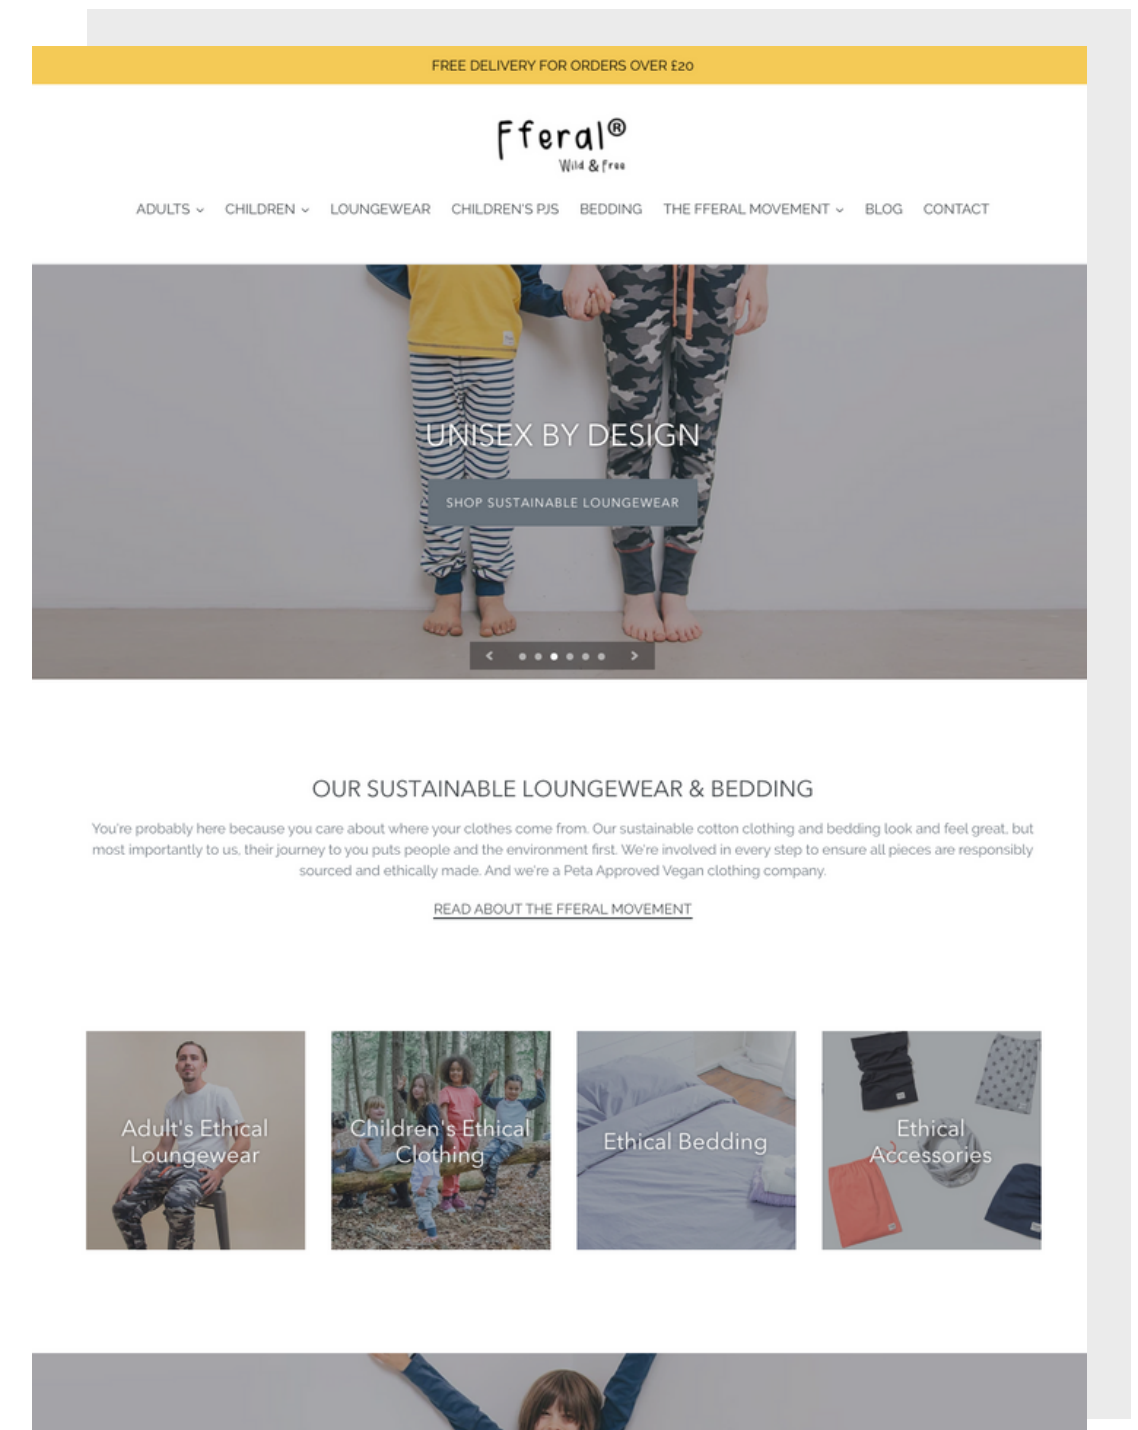 FREE DELIVERY FOR ORDERS OVER £20
Fferal®
Wild & Free
ADULTS CHILDREN LOUNGEWEAR CHILDREN'S PJS BEDDING THE FFERAL MOVEMENT BLOG CONTACT
UNISEX BY DESIGN
SHOP SUSTAINABLE LOUNGEWEAR
OUR SUSTAINABLE LOUNGEWEAR & BEDDING
You're probably here because you care about where your clothes come from. Our sustainable cotton clothing and bedding look and feel great, but
most importantly to us, their journey to you puts people and the environment first. We're involved in every step to ensure all pieces are responsibly
sourced and ethically made. And we're a Peta Approved Vegan clothing company.
READ ABOUT THE FFERAL MOVEMENT
Adult's Ethical
Loungewear
Children's Ethical
Clothing
Ethical Bedding
Ethical
Accessories